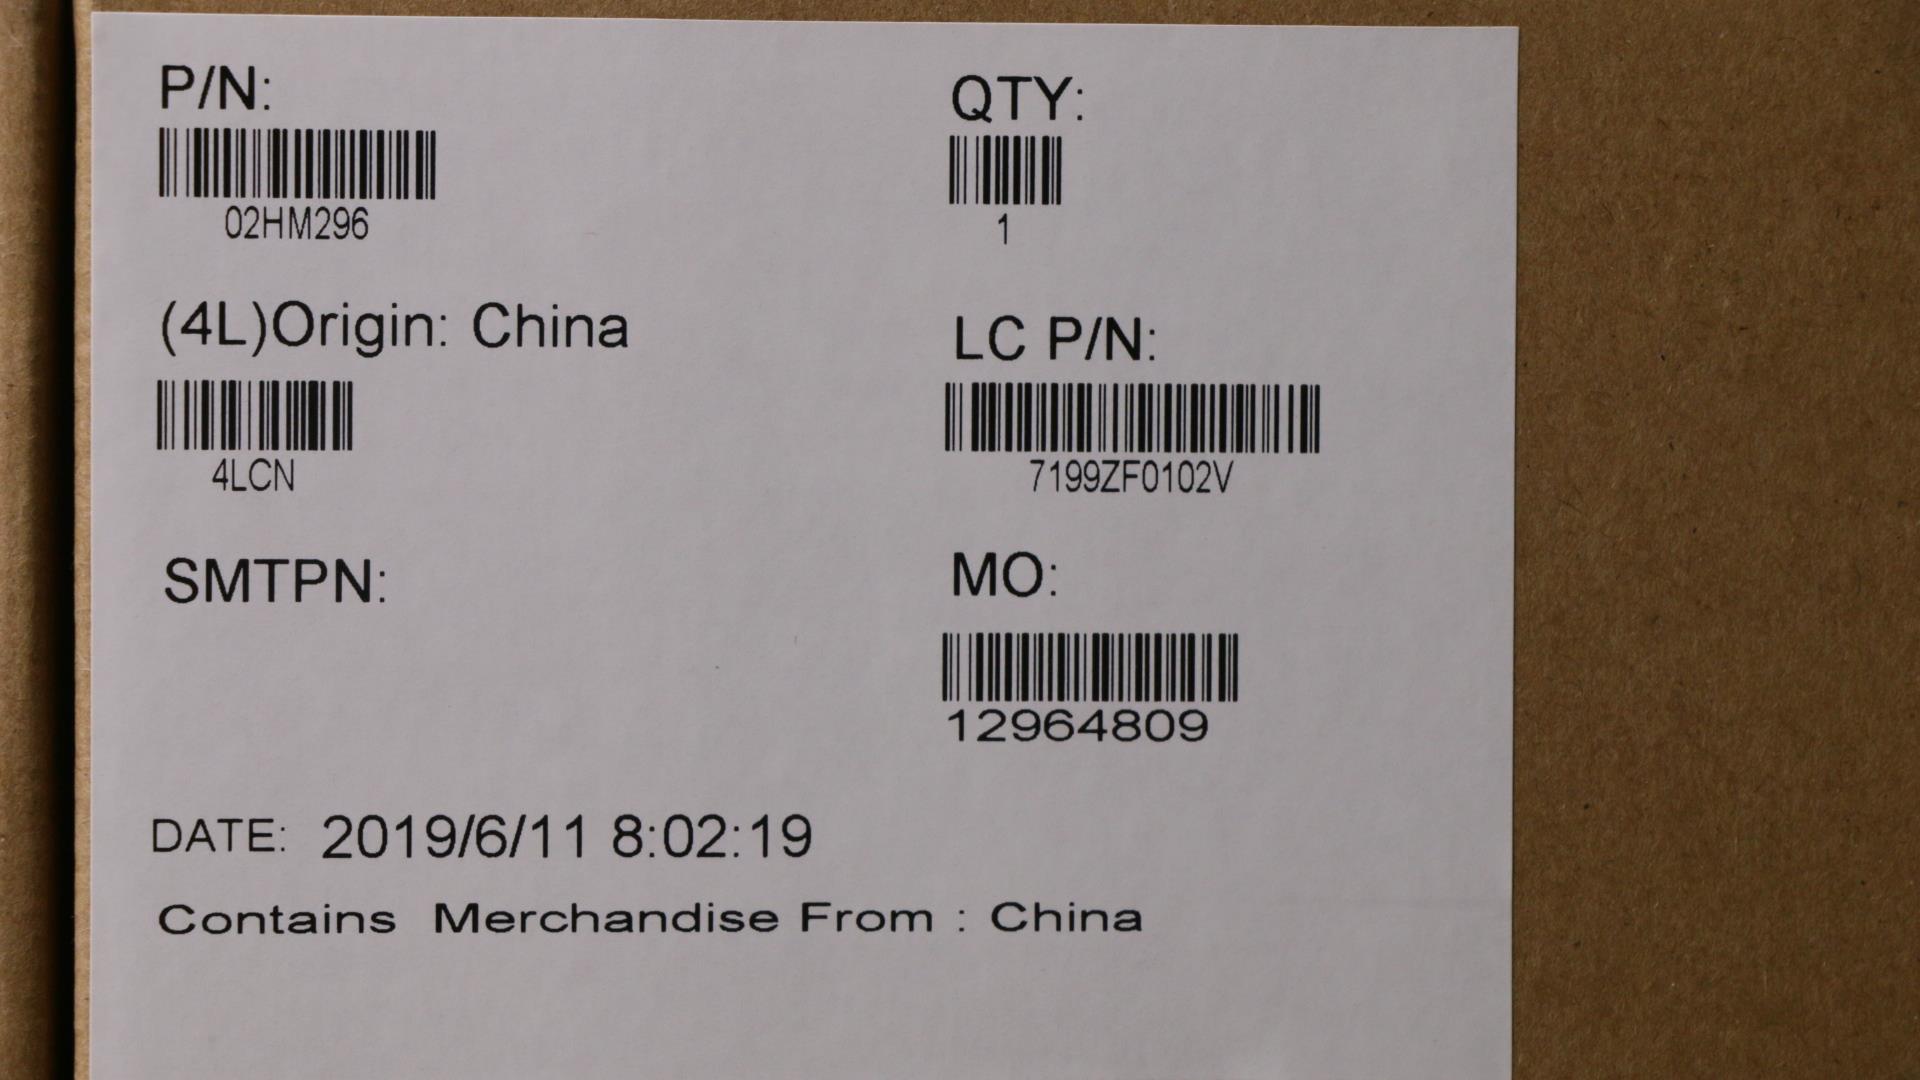 P/N:
02HM296
QTY:
1
(4L)Origin: China
4LCN
LC P/N:
7199ZF0102V
SMTPN:
MO:
12964809
DATE: 2019/6/11 8:02:19
Contains Merchandise From : China